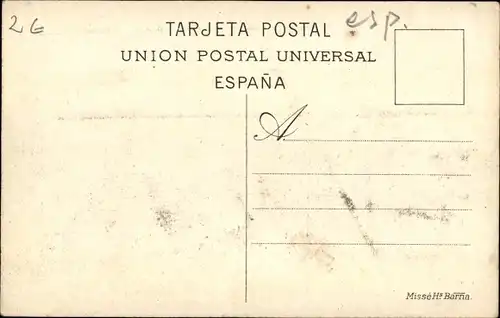 26
esp.
TARJETA POSTAL
UNION POSTAL UNIVERSAL
ESPAÑA
A
Missé Hs Barna.